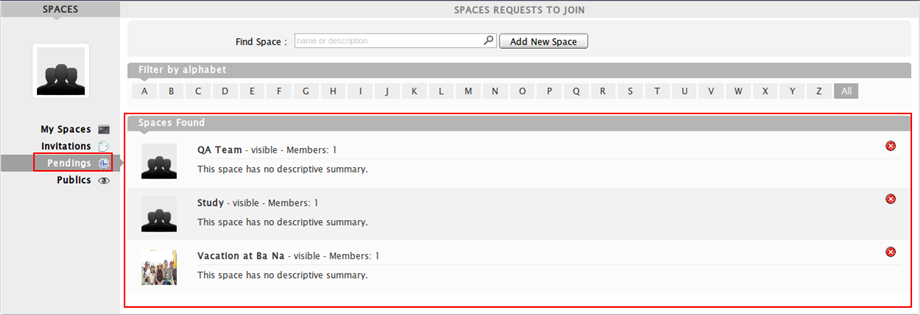 SPACES
SPACES REQUESTS TO JOIN
Find Space : name or description Add New Space
Filter by alphabet
A B C D E F G H I J K L M N O P Q R S T U V W X Y Z All
My Spaces
Invitations
Pendings
Publics
Spaces Found
QA Team - visible - Members: 1
This space has no descriptive summary.
Study - visible - Members: 1
This space has no descriptive summary.
Vacation at Ba Na - visible - Members: 1
This space has no descriptive summary.